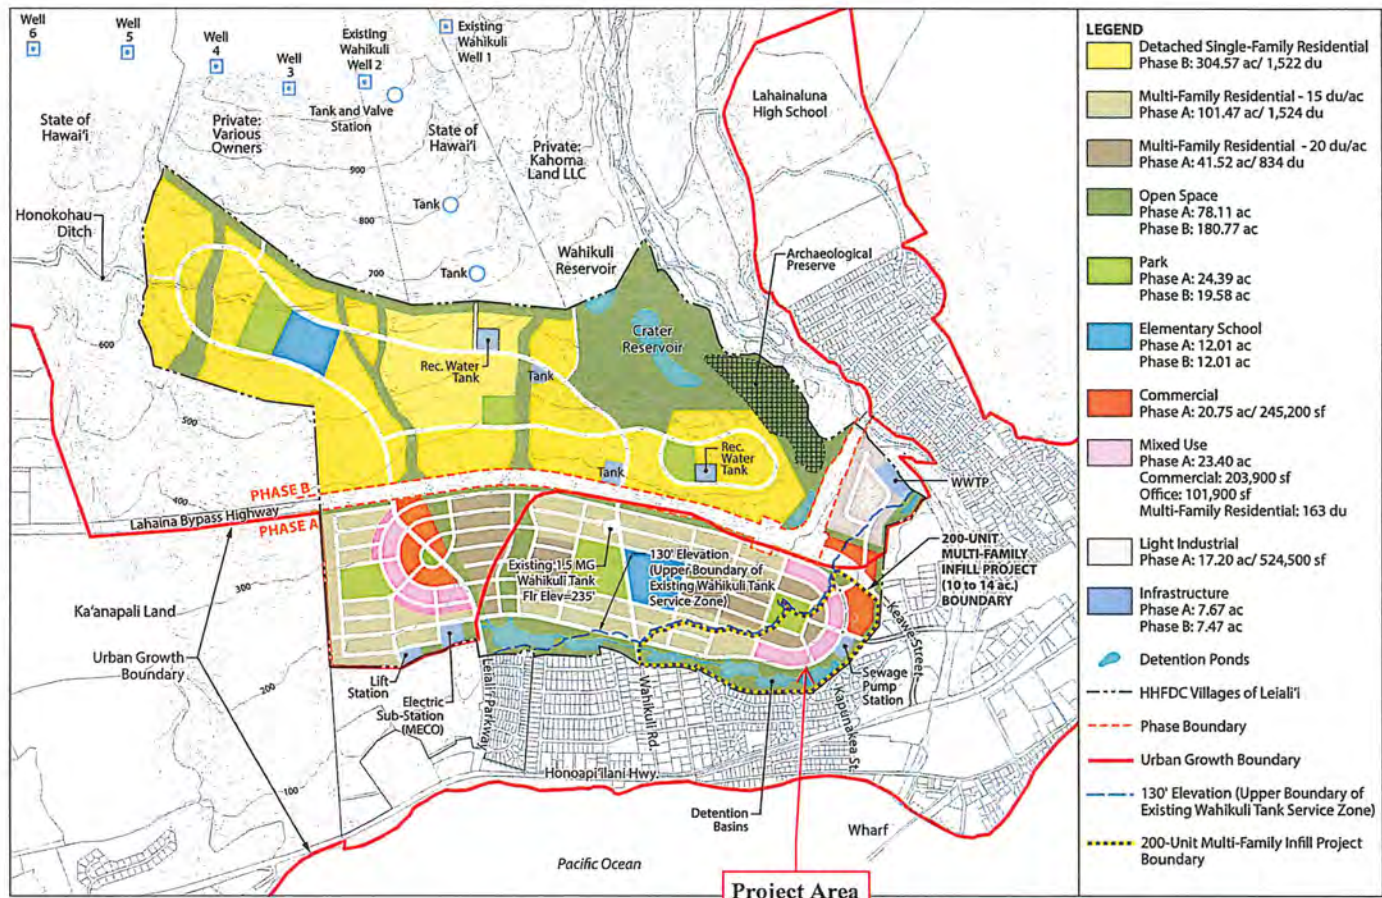 Well
6
Well
5
Well
4
Well
3
Existing
Wahikuli
Well 2
Existing
Wahikuli
Well 1
Tank and Valve
Station
State of
Hawai'i
Private:
Various
Owners
State of
Hawai'i
Private:
Kahoma
Land LLC
Lahainaluna
High School
Honokohau
Ditch
900
800
700
600
500
400
300
200
100
Tank
Tank
Wahikuli
Reservoir
Archaeological
Preserve
Crater
Reservoir
Rec. Water
Tank
Tank
Tank
Rec.
Water
Tank
WWTP
PHASE B
Lahaina Bypass Highway
PHASE A
Existing 1.5 MG
Wahikuli Tank
Flr Elev=235'
130' Elevation
(Upper Boundary of
Existing Wahikuli Tank
Service Zone)
200-UNIT
MULTI-FAMILY
INFILL PROJECT
(10 to 14 ac.)
BOUNDARY
Ka'anapali Land
Urban Growth
Boundary
Lift
Station
Electric
Sub-Station
(MECO)
Leiali'i Parkway
Wahikuli Rd.
Kapunakea St.
Keawe Street
Sewage
Pump
Station
Honoapi'ilani Hwy.
Detention
Basins
Wharf
Pacific Ocean
Project Area
LEGEND
Detached Single-Family Residential
Phase B: 304.57 ac/ 1,522 du
Multi-Family Residential - 15 du/ac
Phase A: 101.47 ac/ 1,524 du
Multi-Family Residential - 20 du/ac
Phase A: 41.52 ac/ 834 du
Open Space
Phase A: 78.11 ac
Phase B: 180.77 ac
Park
Phase A: 24.39 ac
Phase B: 19.58 ac
Elementary School
Phase A: 12.01 ac
Phase B: 12.01 ac
Commercial
Phase A: 20.75 ac/ 245,200 sf
Mixed Use
Phase A: 23.40 ac
Commercial: 203,900 sf
Office: 101,900 sf
Multi-Family Residential: 163 du
Light Industrial
Phase A: 17.20 ac/ 524,500 sf
Infrastructure
Phase A: 7.67 ac
Phase B: 7.47 ac
Detention Ponds
HHFDC Villages of Leiali'i
Phase Boundary
Urban Growth Boundary
130' Elevation (Upper Boundary of
Existing Wahikuli Tank Service Zone)
200-Unit Multi-Family Infill Project
Boundary